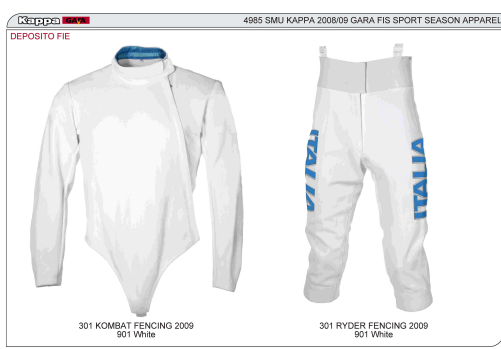 Kappa GARA
4985 SMU KAPPA 2008/09 GARA FIS SPORT SEASON APPAREL
DEPOSITO FIE
ITALIA
ITALIA
301 KOMBAT FENCING 2009
901 White
301 RYDER FENCING 2009
901 White